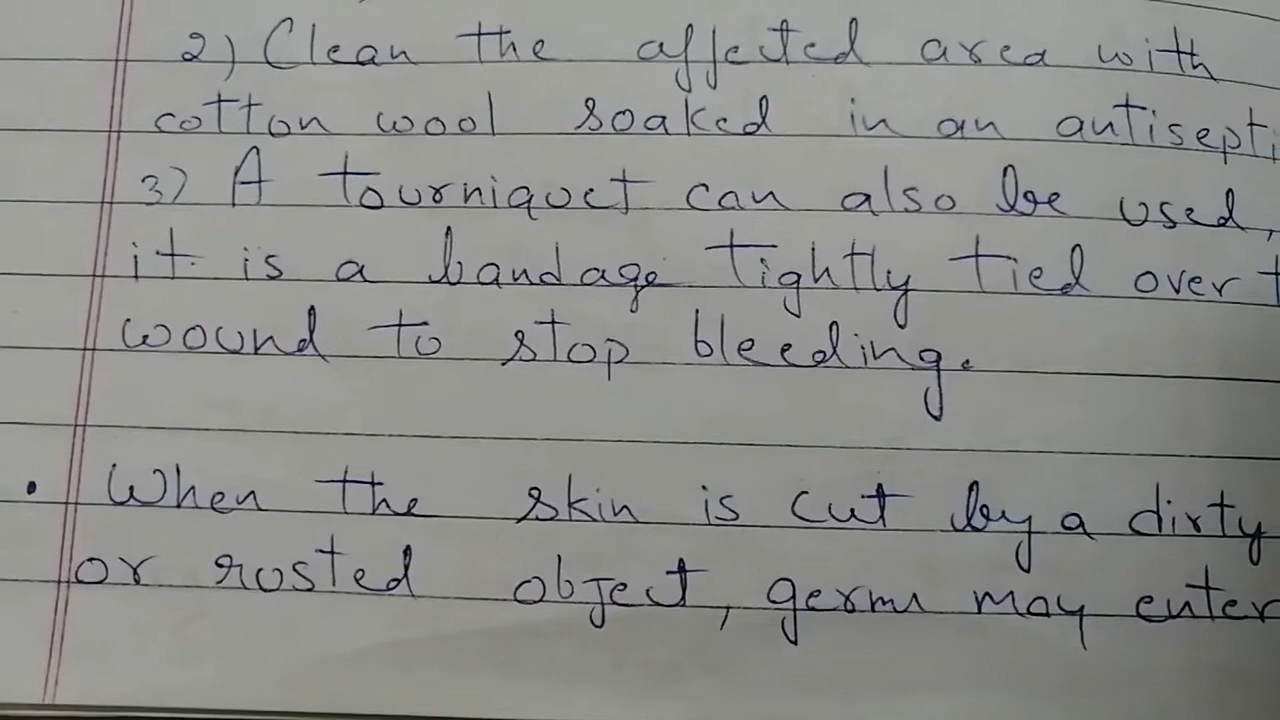 2) Clean the affected area with
cotton wool soaked in an antisepti
3) A tourniquet can also be used,
it is a bandage tightly tied over t
wound to stop bleeding.
• When the skin is cut by a dirty
or rusted object, germs may enter